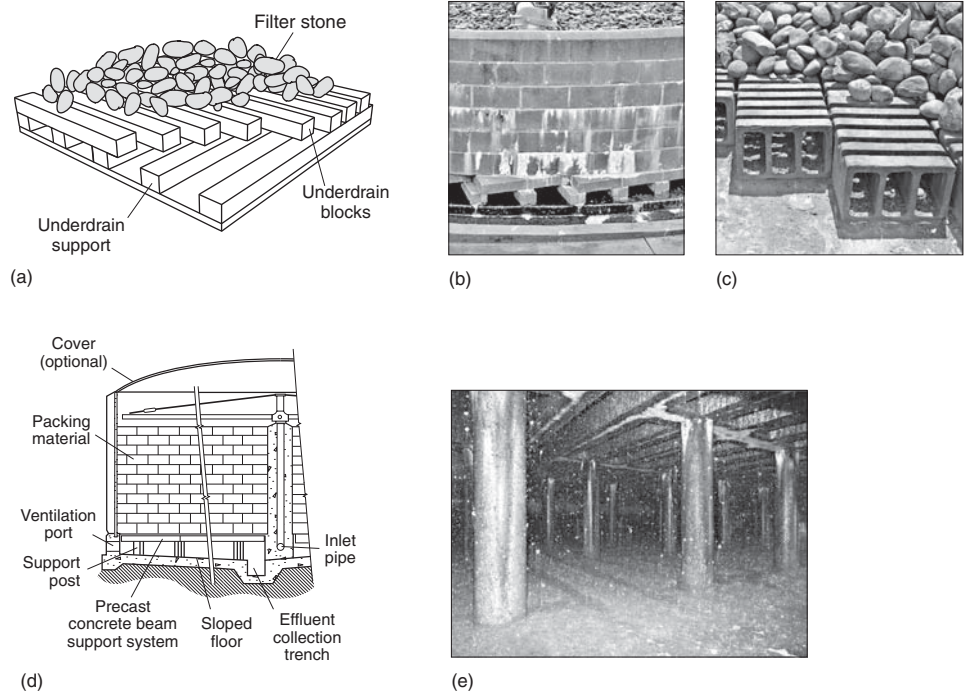 Filter stone
Underdrain
blocks
Underdrain
support
(a)
(b)
(c)
Cover
(optional)
Packing
material
Ventilation
port
Support
post
Precast
concrete beam
support system
Sloped
floor
Effluent
collection
trench
Inlet
pipe
(d)
(e)